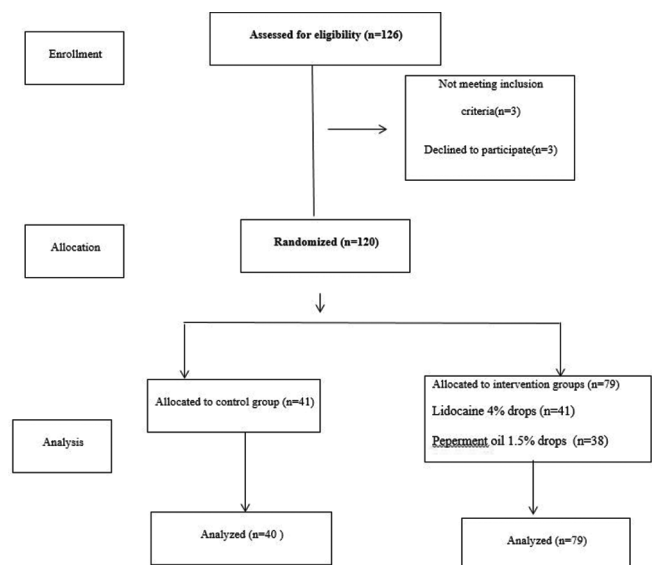 Assessed for eligibility (n=126)
Enrollment
Not meeting inclusion
criteria(n=3)
Declined to participate(n=3)
Randomized (n=120)
Allocation
Allocated to control group (n=41)
Allocated to intervention groups (n=79)
Lidocaine 4% drops (n=41)
Peperment oil 1.5% drops (n=38)
Analysis
Analyzed (n=40 )
Analyzed (n=79)